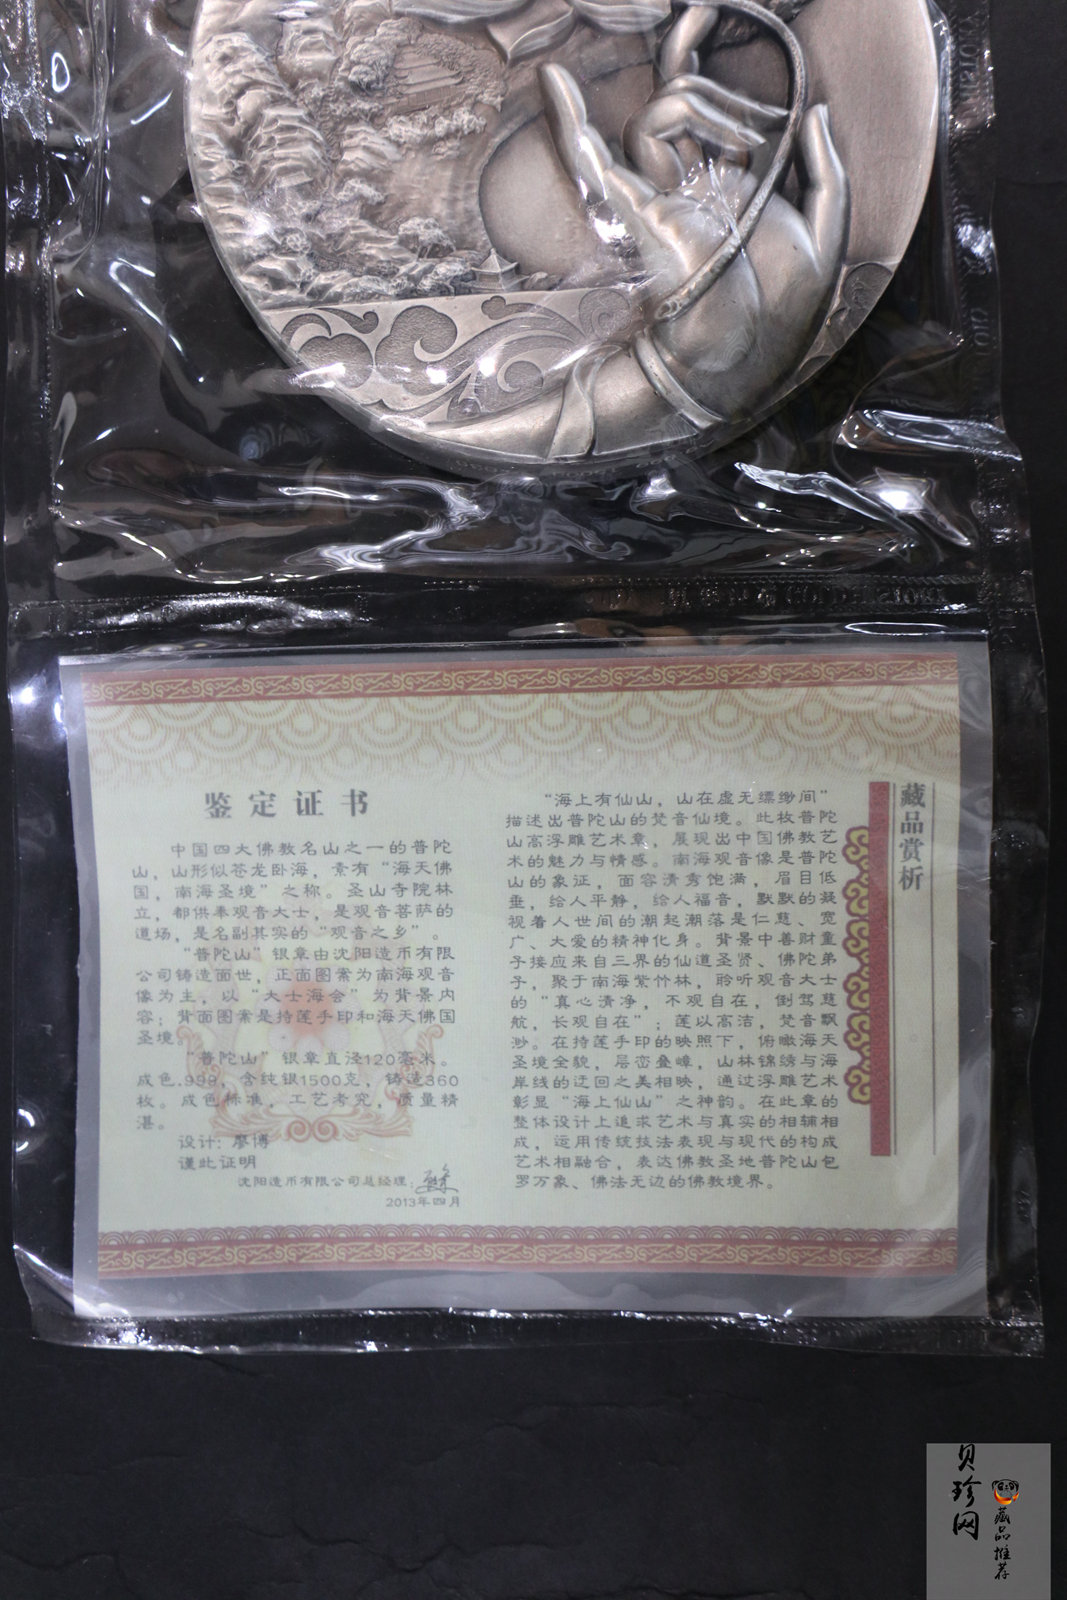 鉴定证书
中国四大佛教名山之一的普陀
山，山形似苍龙卧海，素有“海天佛
国，南海圣境”之称。圣山寺院林
立，都供奉观音大士，是观音菩萨的
道场，是名副其实的“观音之乡”。
“普陀山”银章由沈阳造币有限
公司铸造面世，正面图案为南海观音
像为主，以“大士海会”为背景内
容；背面图案是持莲手印和海天佛国
圣境。
“普陀山”银章直径120毫米。
成色.999，含纯银1500克，铸造360
枚。成色标准，工艺考究，质量精
湛。
设计：廖博
谨此证明
沈阳造币有限公司总经理：
2013年四月
藏品赏析
“海上有仙山，山在虚无缥缈间”
描述出普陀山的梵音仙境。此枚普陀
山高浮雕艺术章，展现出中国佛教艺
术的魅力与情感。南海观音像是普陀
山的象证，面容清秀饱满，眉目低
垂，给人平静，给人福音，默默的凝
视着人世间的潮起潮落是仁慈、宽
广、大爱的精神化身。背景中善财童
子接应来自三界的仙道圣贤、佛陀弟
子，聚于南海紫竹林，聆听观音大士
的“真心清净，不观自在，倒驾慈
航，长观自在”；莲以高洁，梵音飘
渺。在持莲手印的映照下，俯瞰海天
圣境全貌，层峦叠嶂，山林锦绣与海
岸线的迂回之美相映，通过浮雕艺术
彰显“海上仙山”之神韵。在此章的
整体设计上追求艺术与真实的相辅相
成，运用传统技法表现与现代的构成
艺术相融合，表达佛教圣地普陀山包
罗万象、佛法无边的佛教境界。
贝珍网
藏品推荐